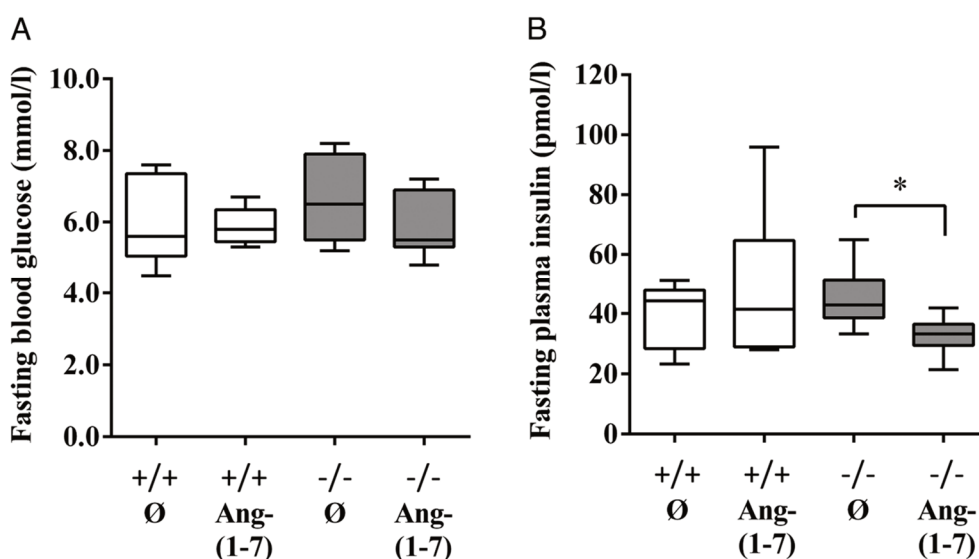 A
Fasting blood glucose (mmol/l)
10.0
8.0
6.0
4.0
2.0
0.0
+/+ +/+ -/- -/-
Ø Ang- Ø Ang-
(1-7) (1-7)
B
Fasting plasma insulin (pmol/l)
120
100
80
60
40
20
0
*
+/+ +/+ -/- -/-
Ø Ang- Ø Ang-
(1-7) (1-7)